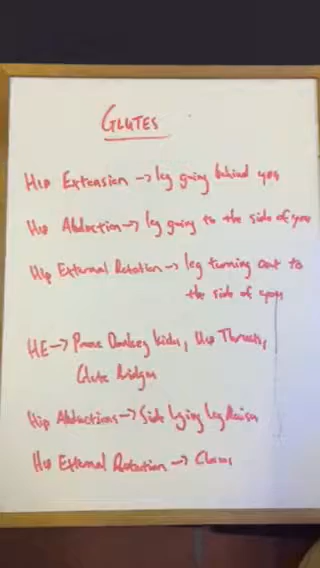 GLUTES
Hip Extension → leg going behind you
Hip Abduction → leg going to the side of you
Hip External Rotation → leg turning out to
the side of you
HE → Prone Donkey kicks, Hip Thrusts,
Glute Bridges
Hip Abductions → Side lying leg Raises
Hip External Rotation → Clams